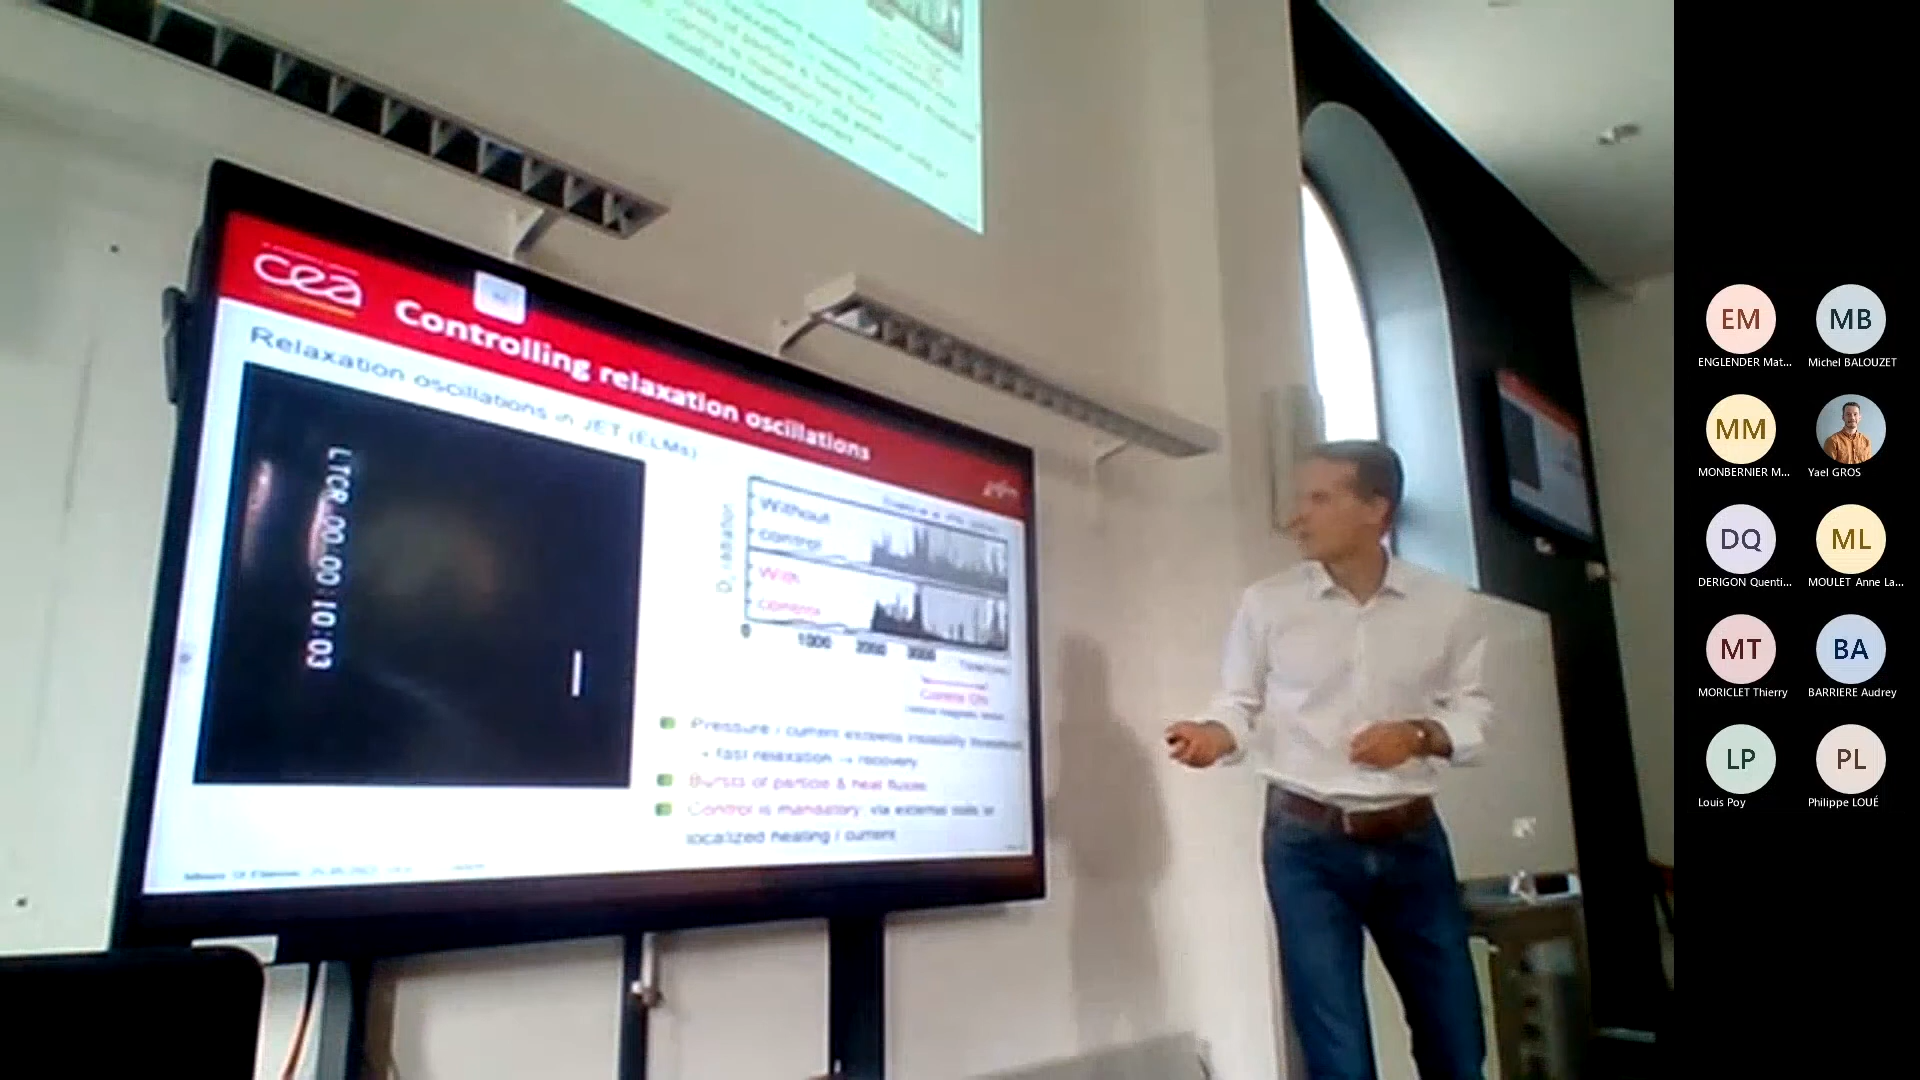 cea
Controlling relaxation oscillations
Relaxation oscillations in JET (ELMs)
LTCR 00:00:10:03
Without
control
With
control
0
1000
2000
3000
Pressure / current exceeds instability threshold
fast relaxation → recovery
Bursts of particle & heat fluxes
Control is mandatory: via external coils or
localized heating / current
EM
ENGLENDER Mat...
MB
Michel BALOUZET
MM
MONBERNIER M...
Yael GROS
DQ
DERIGON Quenti...
ML
MOULET Anne La...
MT
MORICLET Thierry
BA
BARRIERE Audrey
LP
Louis Poy
PL
Philippe LOUÉ